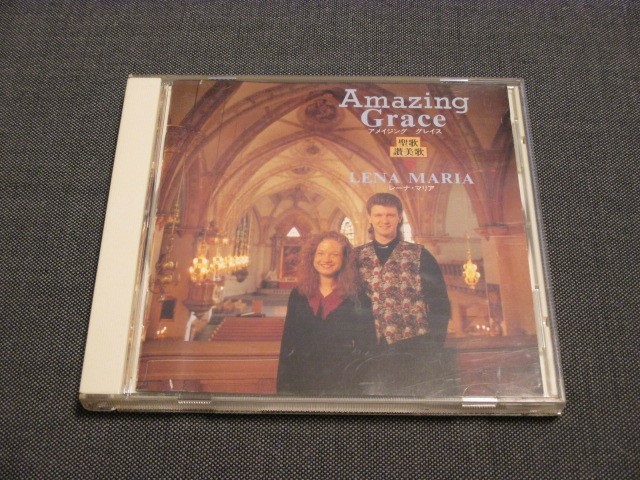 Amazing
Grace
アメイジング グレイス
聖歌
讃美歌
LENA MARIA
レーナ・マリア